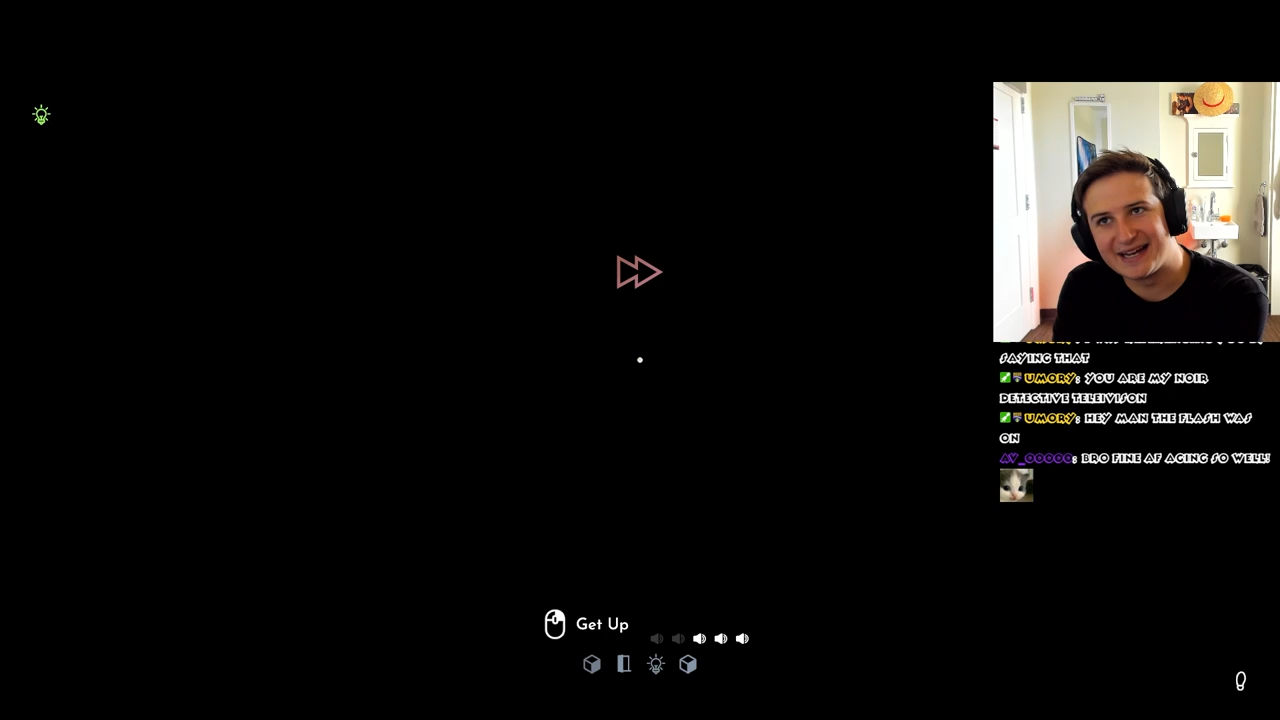 SAYING THAT
UMORY: YOU ARE MY NOIR
DETECTIVE TELEIVISON
UMORY: HEY MAN THE FLASH WAS
ON
AV_OOOOO: BRO FINE AF AGING SO WELL!
Get Up